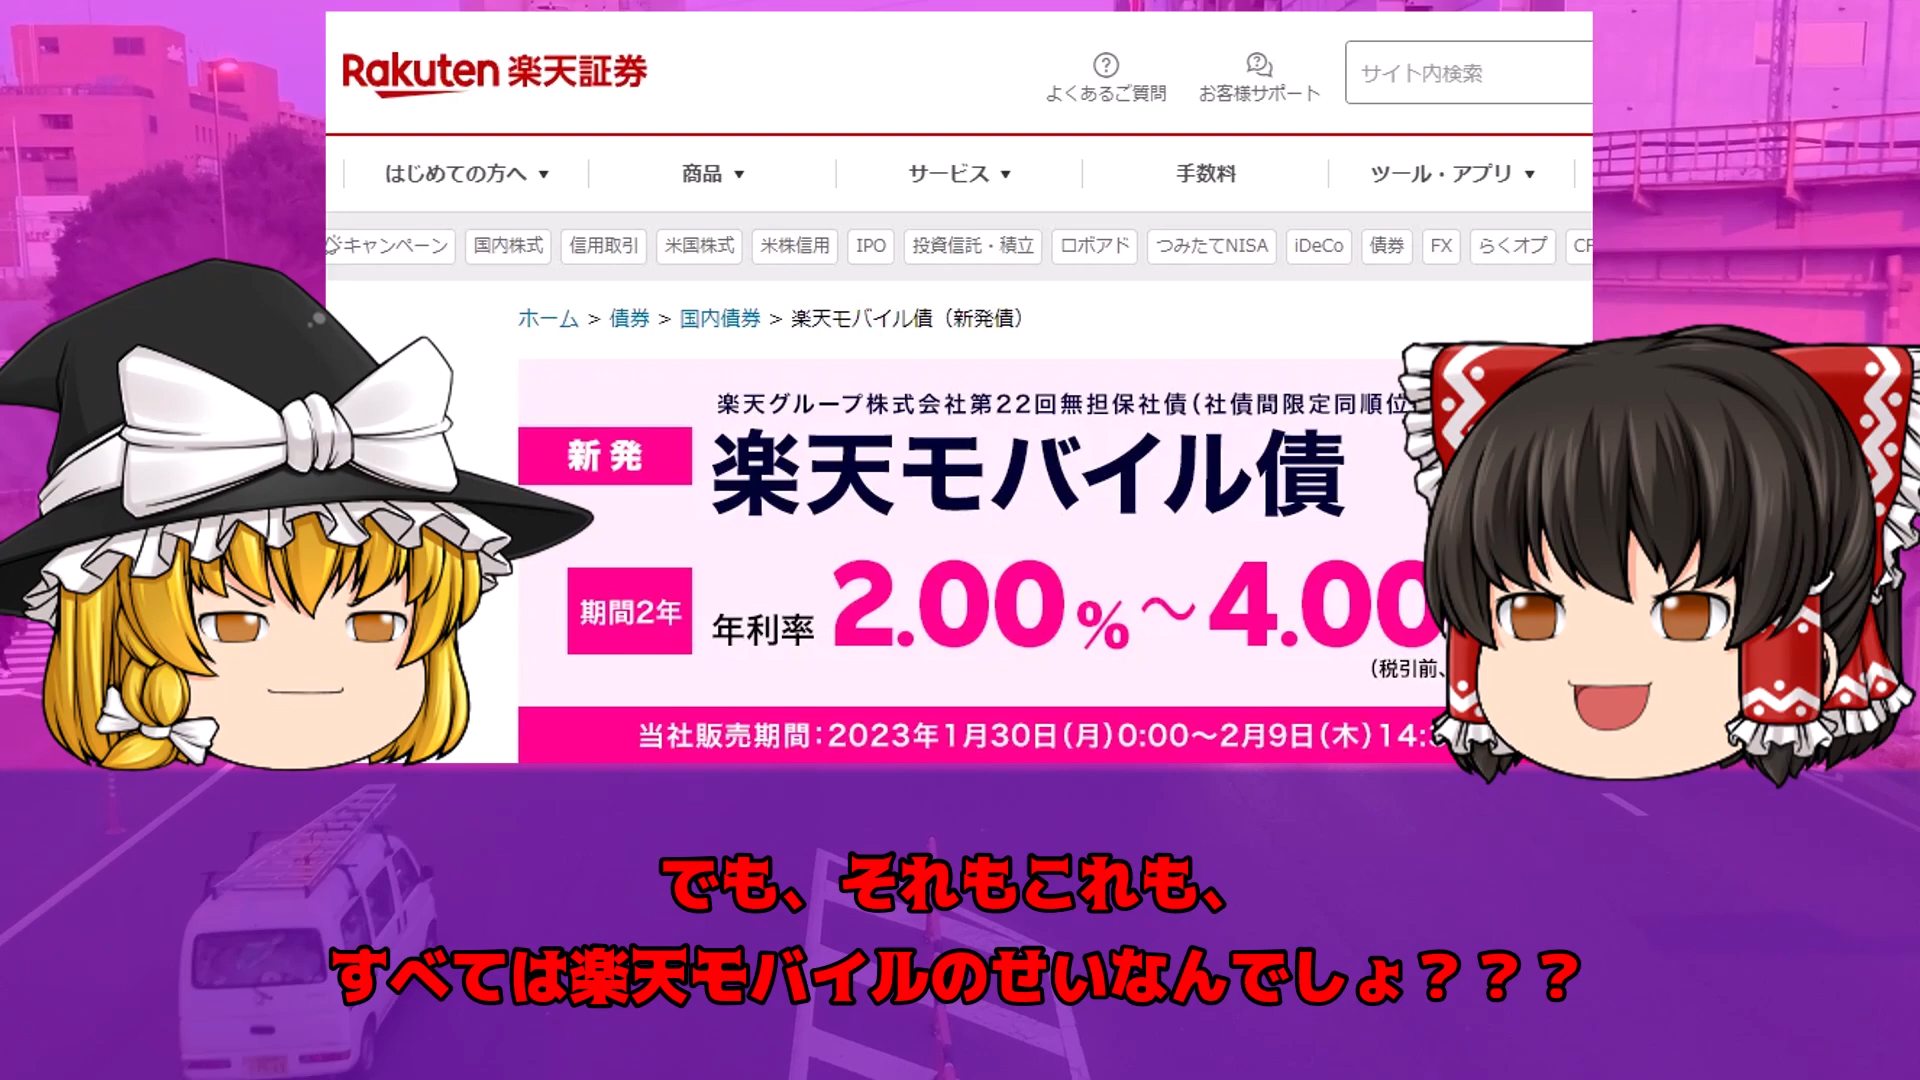 Rakuten 楽天証券
よくあるご質問
お客様サポート
サイト内検索
はじめての方へ ▼
商品 ▼
サービス ▼
手数料
ツール・アプリ ▼
キャンペーン
国内株式
信用取引
米国株式
米株信用
IPO
投資信託・積立
ロボアド
つみたてNISA
iDeCo
債券
FX
らくオプ
ホーム > 債券 > 国内債券 > 楽天モバイル債（新発債）
楽天グループ株式会社第22回無担保社債(社債間限定同順位
新発
楽天モバイル債
期間2年
年利率 2.00%～4.00
(税引前、
当社販売期間：2023年1月30日(月)0:00～2月9日(木)14:
でも、それもこれも、
すべては楽天モバイルのせいなんでしょ？？？